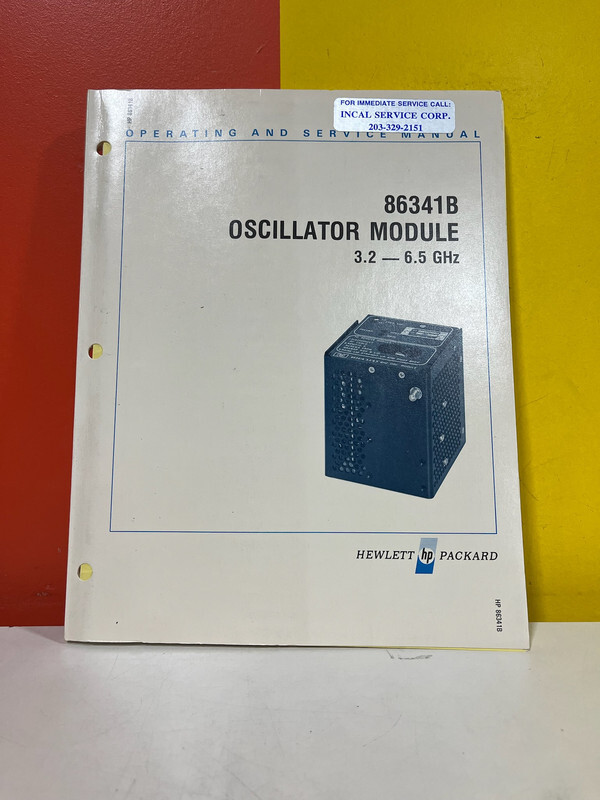 FOR IMMEDIATE SERVICE CALL:
INCAL SERVICE CORP.
203-329-2151
OPERATING AND SERVICE MANUAL
86341B
OSCILLATOR MODULE
3.2 — 6.5 GHz
HEWLETT hp PACKARD
HP 86341B